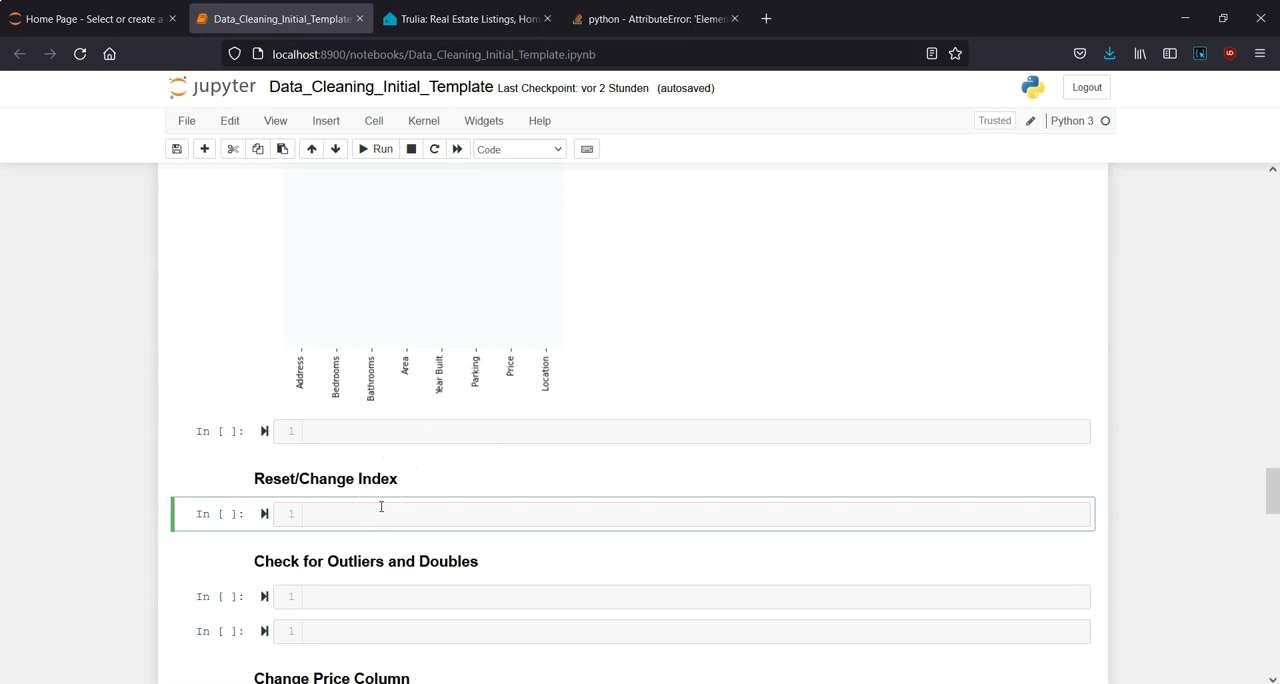 Home Page - Select or create a
Data_Cleaning_Initial_Template
Trulia: Real Estate Listings, Hom
python - AttributeError: 'Elemen
localhost:8900/notebooks/Data_Cleaning_Initial_Template.ipynb
jupyter Data_Cleaning_Initial_Template Last Checkpoint: vor 2 Stunden (autosaved)
Logout
File Edit View Insert Cell Kernel Widgets Help
Trusted Python 3
Run Code
Address Bedrooms Bathrooms Area Year Built Parking Price Location
In [ ]: 1
Reset/Change Index
In [ ]: 1
Check for Outliers and Doubles
In [ ]: 1
In [ ]: 1
Change Price Column